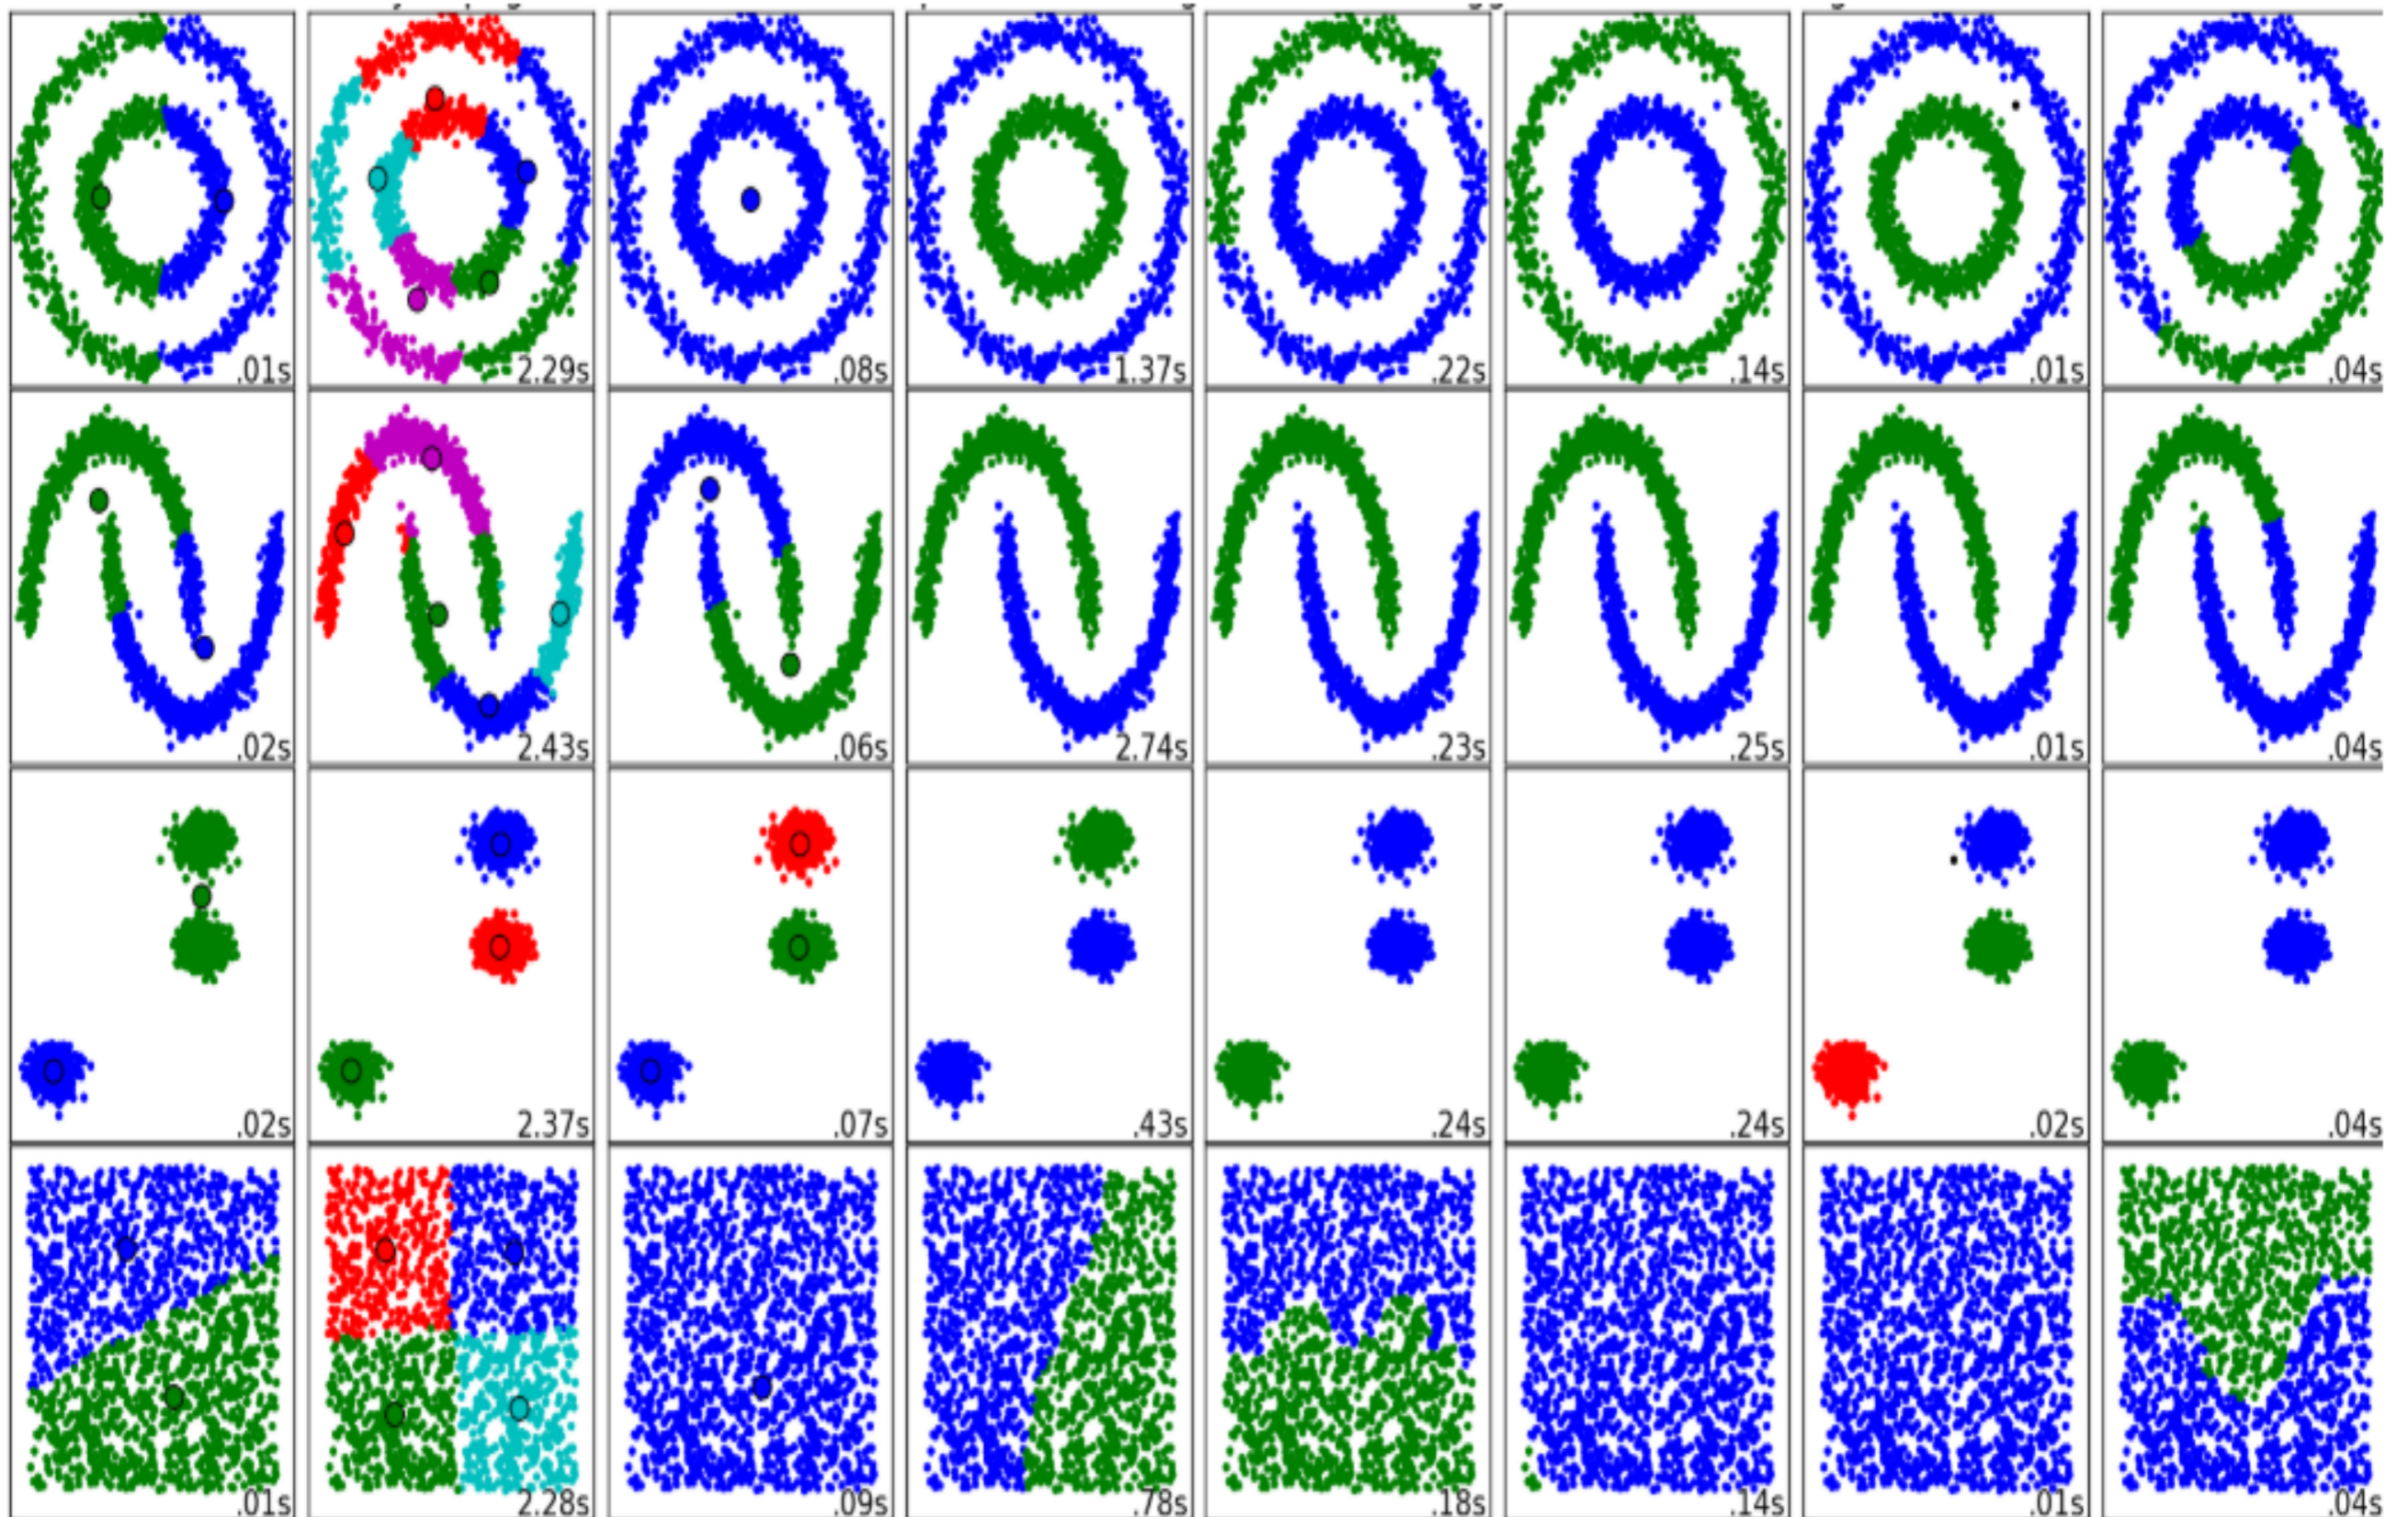 .01s 2.29s .08s 1.37s .22s .14s .01s .04s
.02s 2.43s .06s 2.74s .23s .25s .01s .04s
.02s 2.37s .07s .43s .24s .24s .02s .04s
.01s 2.28s .09s .78s .18s .14s .01s .04s